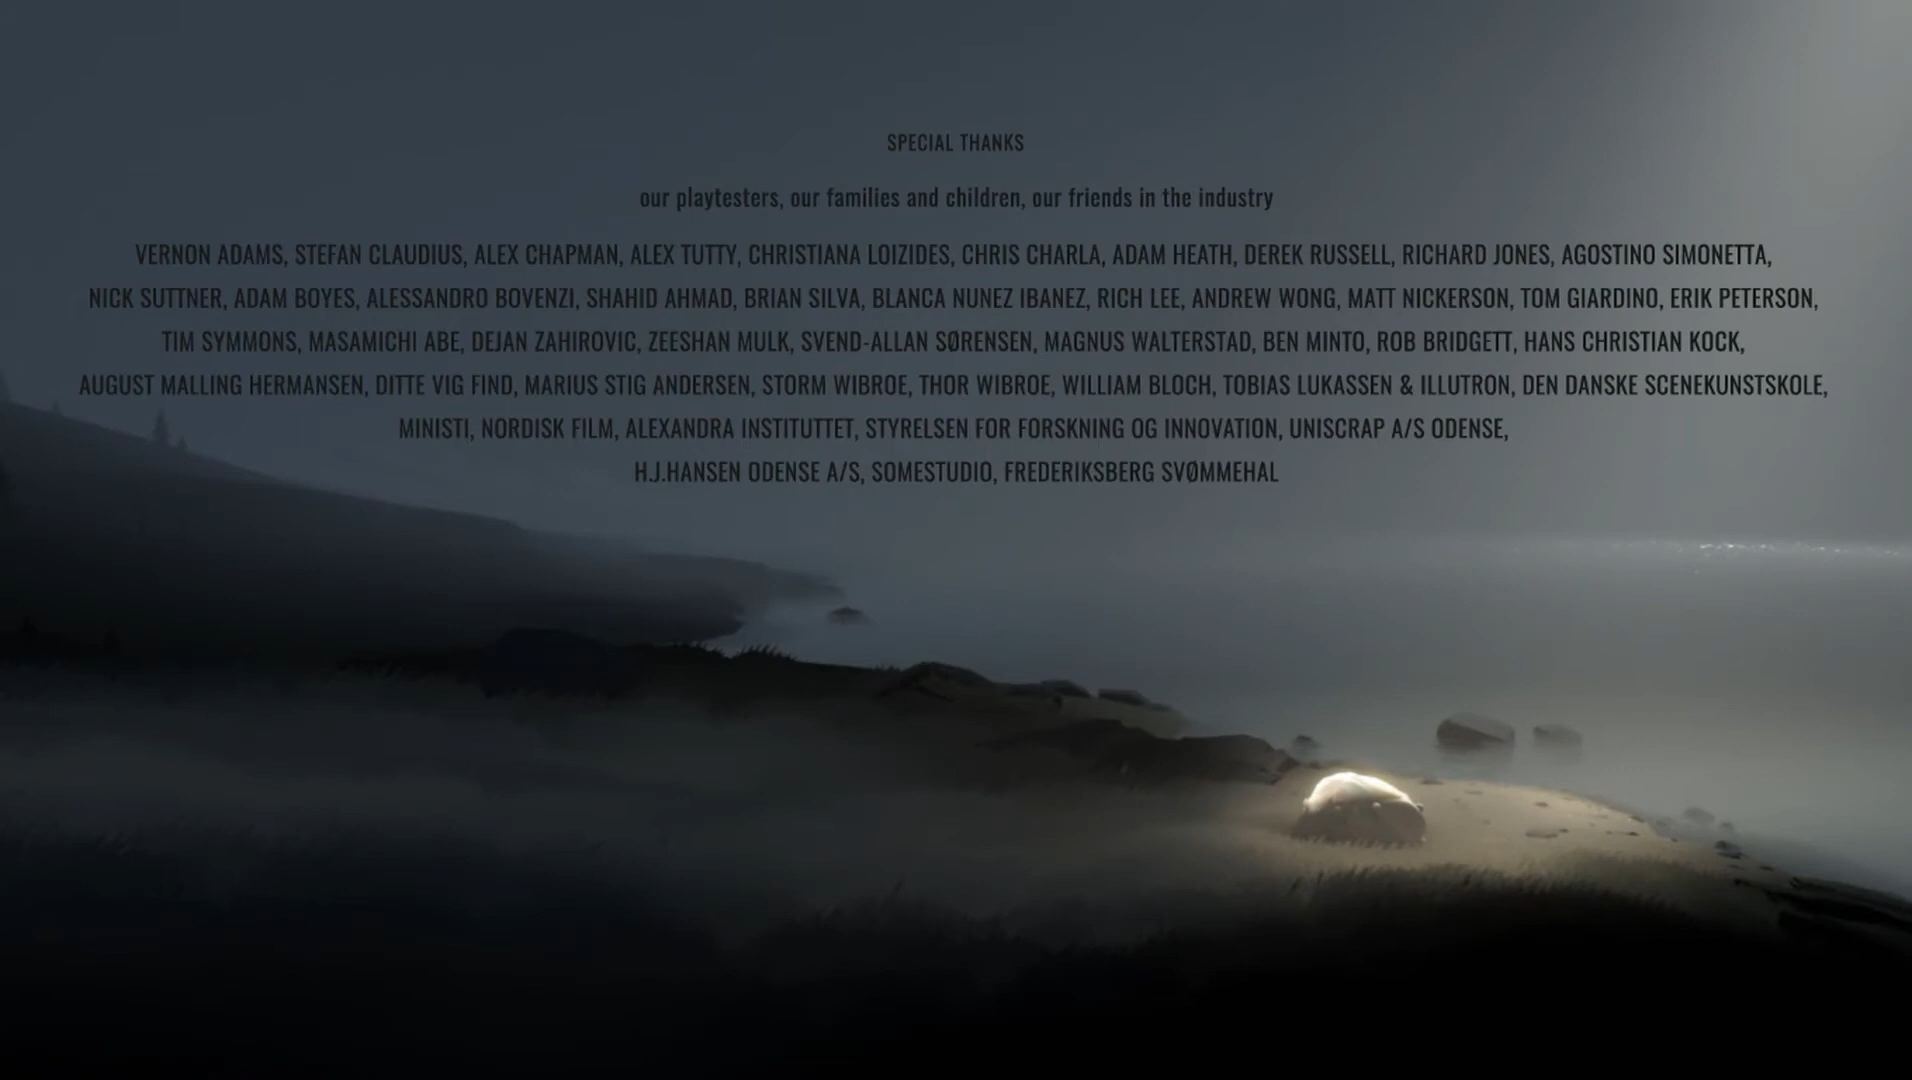 SPECIAL THANKS
our playtesters, our families and children, our friends in the industry
VERNON ADAMS, STEFAN CLAUDIUS, ALEX CHAPMAN, ALEX TUTTY, CHRISTIANA LOIZIDES, CHRIS CHARLA, ADAM HEATH, DEREK RUSSELL, RICHARD JONES, AGOSTINO SIMONETTA,
NICK SUTTNER, ADAM BOYES, ALESSANDRO BOVENZI, SHAHID AHMAD, BRIAN SILVA, BLANCA NUNEZ IBANEZ, RICH LEE, ANDREW WONG, MATT NICKERSON, TOM GIARDINO, ERIK PETERSON,
TIM SYMMONS, MASAMICHI ABE, DEJAN ZAHIROVIC, ZEESHAN MULK, SVEND-ALLAN SØRENSEN, MAGNUS WALTERSTAD, BEN MINTO, ROB BRIDGETT, HANS CHRISTIAN KOCK,
AUGUST MALLING HERMANSEN, DITTE VIG FIND, MARIUS STIG ANDERSEN, STORM WIBROE, THOR WIBROE, WILLIAM BLOCH, TOBIAS LUKASSEN & ILLUTRON, DEN DANSKE SCENEKUNSTSKOLE,
MINISTI, NORDISK FILM, ALEXANDRA INSTITUTTET, STYRELSEN FOR FORSKNING OG INNOVATION, UNISCRAP A/S ODENSE,
H.J.HANSEN ODENSE A/S, SOMESTUDIO, FREDERIKSBERG SVØMMEHAL